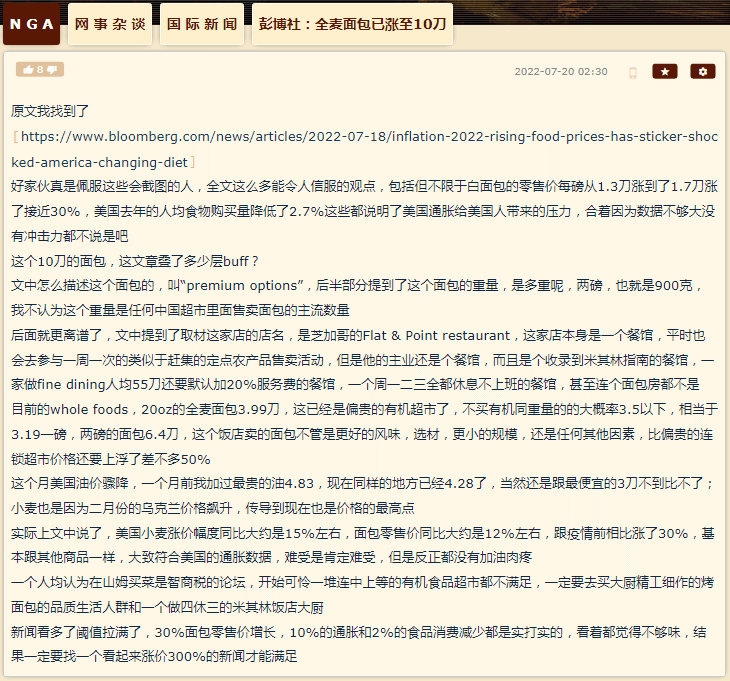 NGA 网事杂谈 国际新闻 彭博社：全麦面包已涨至10刀
8 2022-07-20 02:30
原文我找到了
[https://www.bloomberg.com/news/articles/2022-07-18/inflation-2022-rising-food-prices-has-sticker-shoc
ked-america-changing-diet]
好家伙真是佩服这些会截图的人，全文这么多能令人信服的观点，包括但不限于白面包的零售价每磅从1.3刀涨到了1.7刀涨
了接近30%，美国去年的人均食物购买量降低了2.7%这些都说明了美国通胀给美国人带来的压力，合着因为数据不够大没
有冲击力都不说是吧
这个10刀的面包，这文章叠了多少层buff？
文中怎么描述这个面包的，叫“premium options”，后半部分提到了这个面包的重量，是多重呢，两磅，也就是900克，
我不认为这个重量是任何中国超市里面售卖面包的主流数量
后面就更离谱了，文中提到了取材这家店的店名，是芝加哥的Flat & Point restaurant，这家店本身是一个餐馆，平时也
会去参与一周一次的类似于赶集的定点农产品售卖活动，但是他的主业还是个餐馆，而且是个收录到米其林指南的餐馆，一
家做fine dining人均55刀还要默认加20%服务费的餐馆，一个周一二三全都休息不上班的餐馆，甚至连个面包房都不是
目前的whole foods，20oz的全麦面包3.99刀，这已经是偏贵的有机超市了，不买有机同重量的的大概率3.5以下，相当于
3.19一磅，两磅的面包6.4刀，这个饭店卖的面包不管是更好的风味，选材，更小的规模，还是任何其他因素，比偏贵的连
锁超市价格还要上浮了差不多50%
这个月美国油价骤降，一个月前我加过最贵的油4.83，现在同样的地方已经4.28了，当然还是跟最便宜的3刀不到比不了；
小麦也是因为二月份的乌克兰价格飙升，传导到现在也是价格的最高点
实际上文中说了，美国小麦涨价幅度同比大约是15%左右，面包零售价同比大约是12%左右，跟疫情前相比涨了30%，基
本跟其他商品一样，大致符合美国的通胀数据，难受是肯定难受，但是反正都没有加油肉疼
一个人均认为在山姆买菜是智商税的论坛，开始可怜一堆连中上等的有机食品超市都不满足，一定要去买大厨精工细作的烤
面包的品质生活人群和一个做四休三的米其林饭店大厨
新闻看多了阈值拉满了，30%面包零售价增长，10%的通胀和2%的食品消费减少都是实打实的，看着都觉得不够味，结
果一定要找一个看起来涨价300%的新闻才能满足